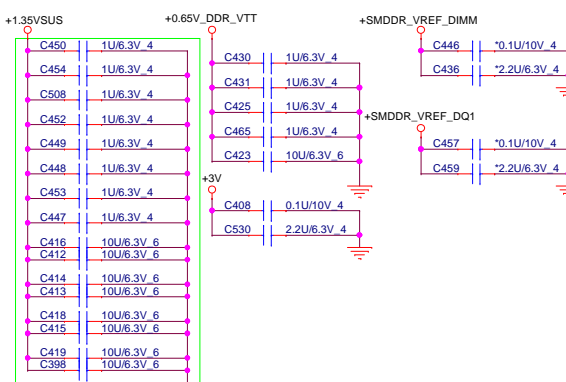 +1.35VSUS
C450 1U/6.3V_4
C454 1U/6.3V_4
C508 1U/6.3V_4
C452 1U/6.3V_4
C449 1U/6.3V_4
C448 1U/6.3V_4
C453 1U/6.3V_4
C447 1U/6.3V_4
C416 10U/6.3V_6
C412 10U/6.3V_6
C414 10U/6.3V_6
C413 10U/6.3V_6
C418 10U/6.3V_6
C415 10U/6.3V_6
C419 10U/6.3V_6
C398 10U/6.3V_6
+0.65V_DDR_VTT
C430 1U/6.3V_4
C431 1U/6.3V_4
C425 1U/6.3V_4
C465 1U/6.3V_4
C423 10U/6.3V_6
+3V
C408 0.1U/10V_4
C530 2.2U/6.3V_4
+SMDDR_VREF_DIMM
C446 *0.1U/10V_4
C436 *2.2U/6.3V_4
+SMDDR_VREF_DQ1
C457 *0.1U/10V_4
C459 *2.2U/6.3V_4